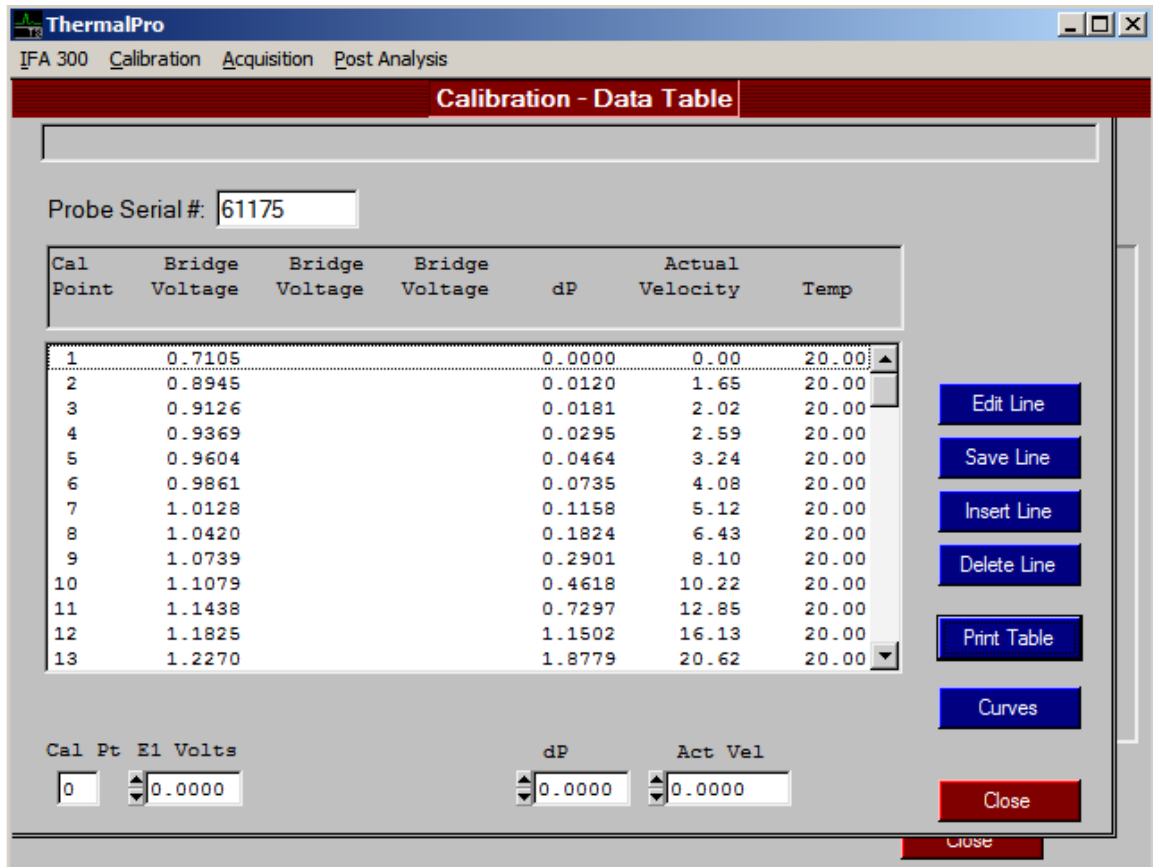 ThermalPro
IFA 300 Calibration Acquisition Post Analysis
Calibration - Data Table
Probe Serial #: 61175
Cal Bridge Bridge Bridge Actual
Point Voltage Voltage Voltage dP Velocity Temp
1 0.7105 0.0000 0.00 20.00
2 0.8945 0.0120 1.65 20.00
3 0.9126 0.0181 2.02 20.00
4 0.9369 0.0295 2.59 20.00
5 0.9604 0.0464 3.24 20.00
6 0.9861 0.0735 4.08 20.00
7 1.0128 0.1158 5.12 20.00
8 1.0420 0.1824 6.43 20.00
9 1.0739 0.2901 8.10 20.00
10 1.1079 0.4618 10.22 20.00
11 1.1438 0.7297 12.85 20.00
12 1.1825 1.1502 16.13 20.00
13 1.2270 1.8779 20.62 20.00
Edit Line
Save Line
Insert Line
Delete Line
Print Table
Curves
Cal Pt E1 Volts dP Act Vel
0 0.0000 0.0000 0.0000
Close
Close